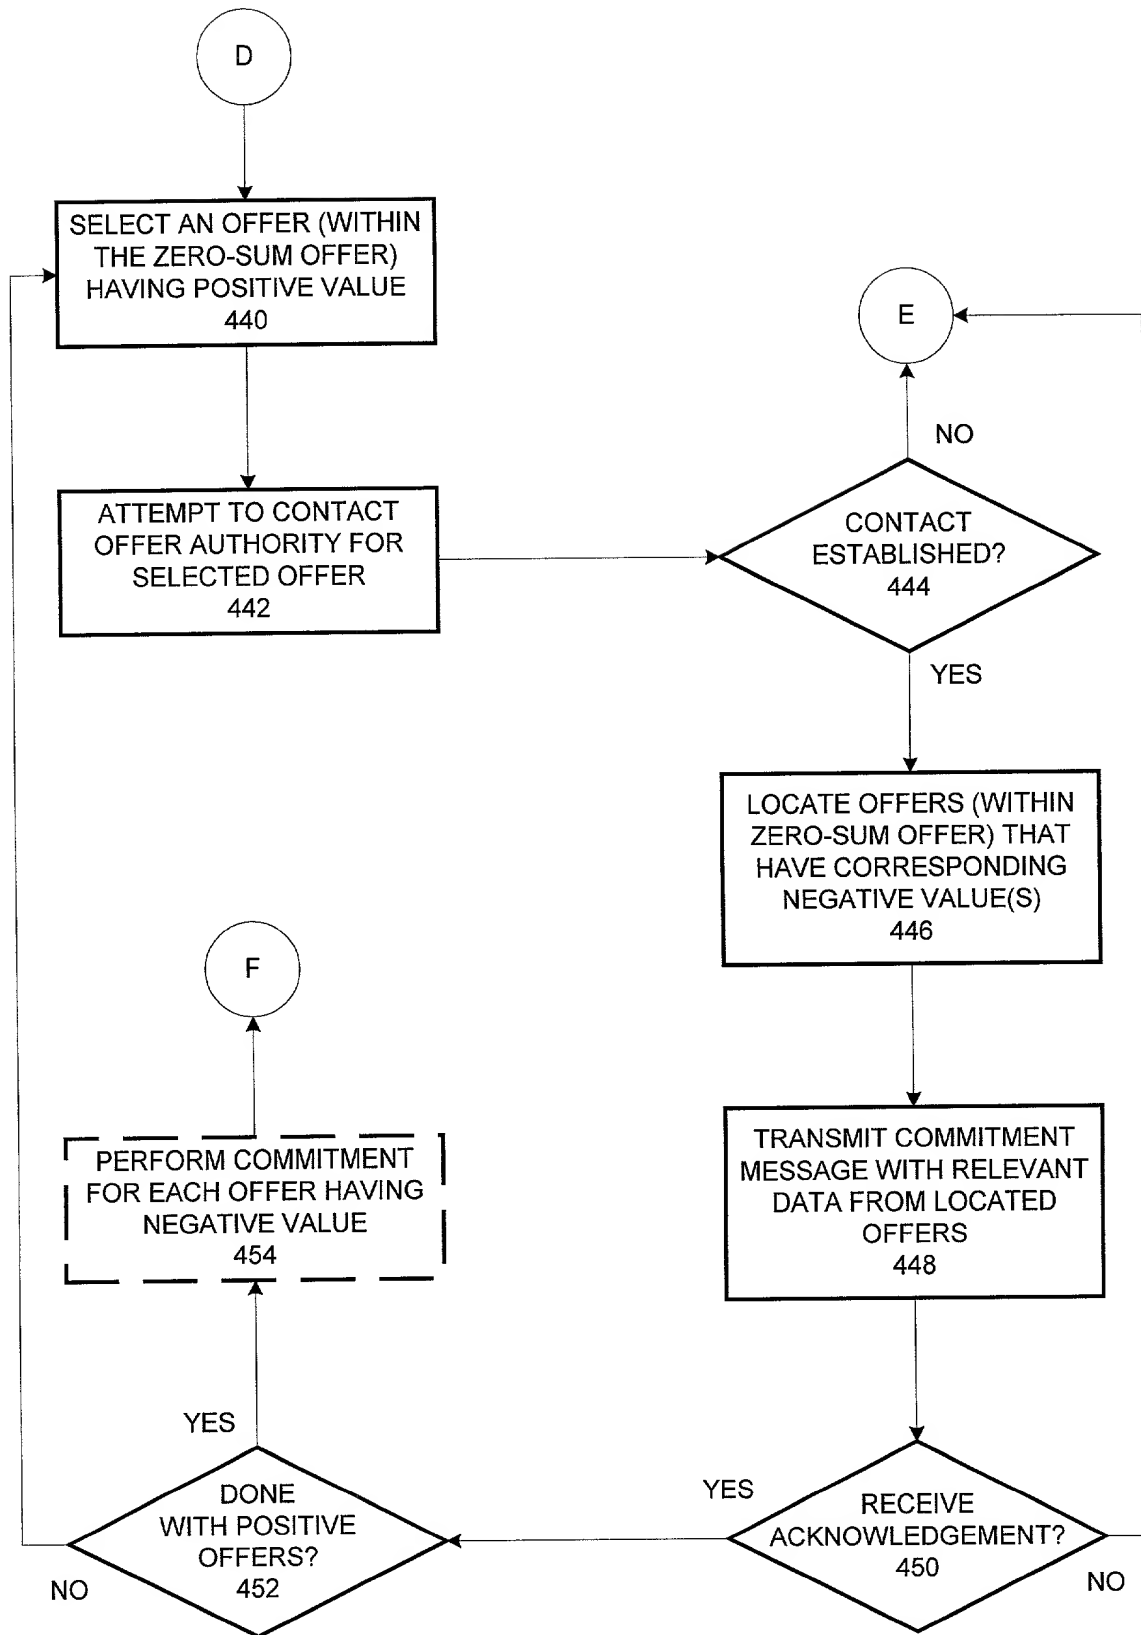 D
SELECT AN OFFER (WITHIN
THE ZERO-SUM OFFER)
HAVING POSITIVE VALUE
440
E
NO
ATTEMPT TO CONTACT
OFFER AUTHORITY FOR
SELECTED OFFER
442
CONTACT
ESTABLISHED?
444
YES
LOCATE OFFERS (WITHIN
ZERO-SUM OFFER) THAT
HAVE CORRESPONDING
NEGATIVE VALUE(S)
446
F
TRANSMIT COMMITMENT
MESSAGE WITH RELEVANT
DATA FROM LOCATED
OFFERS
448
PERFORM COMMITMENT
FOR EACH OFFER HAVING
NEGATIVE VALUE
454
YES
DONE
WITH POSITIVE
OFFERS?
452
NO
YES
RECEIVE
ACKNOWLEDGEMENT?
450
NO